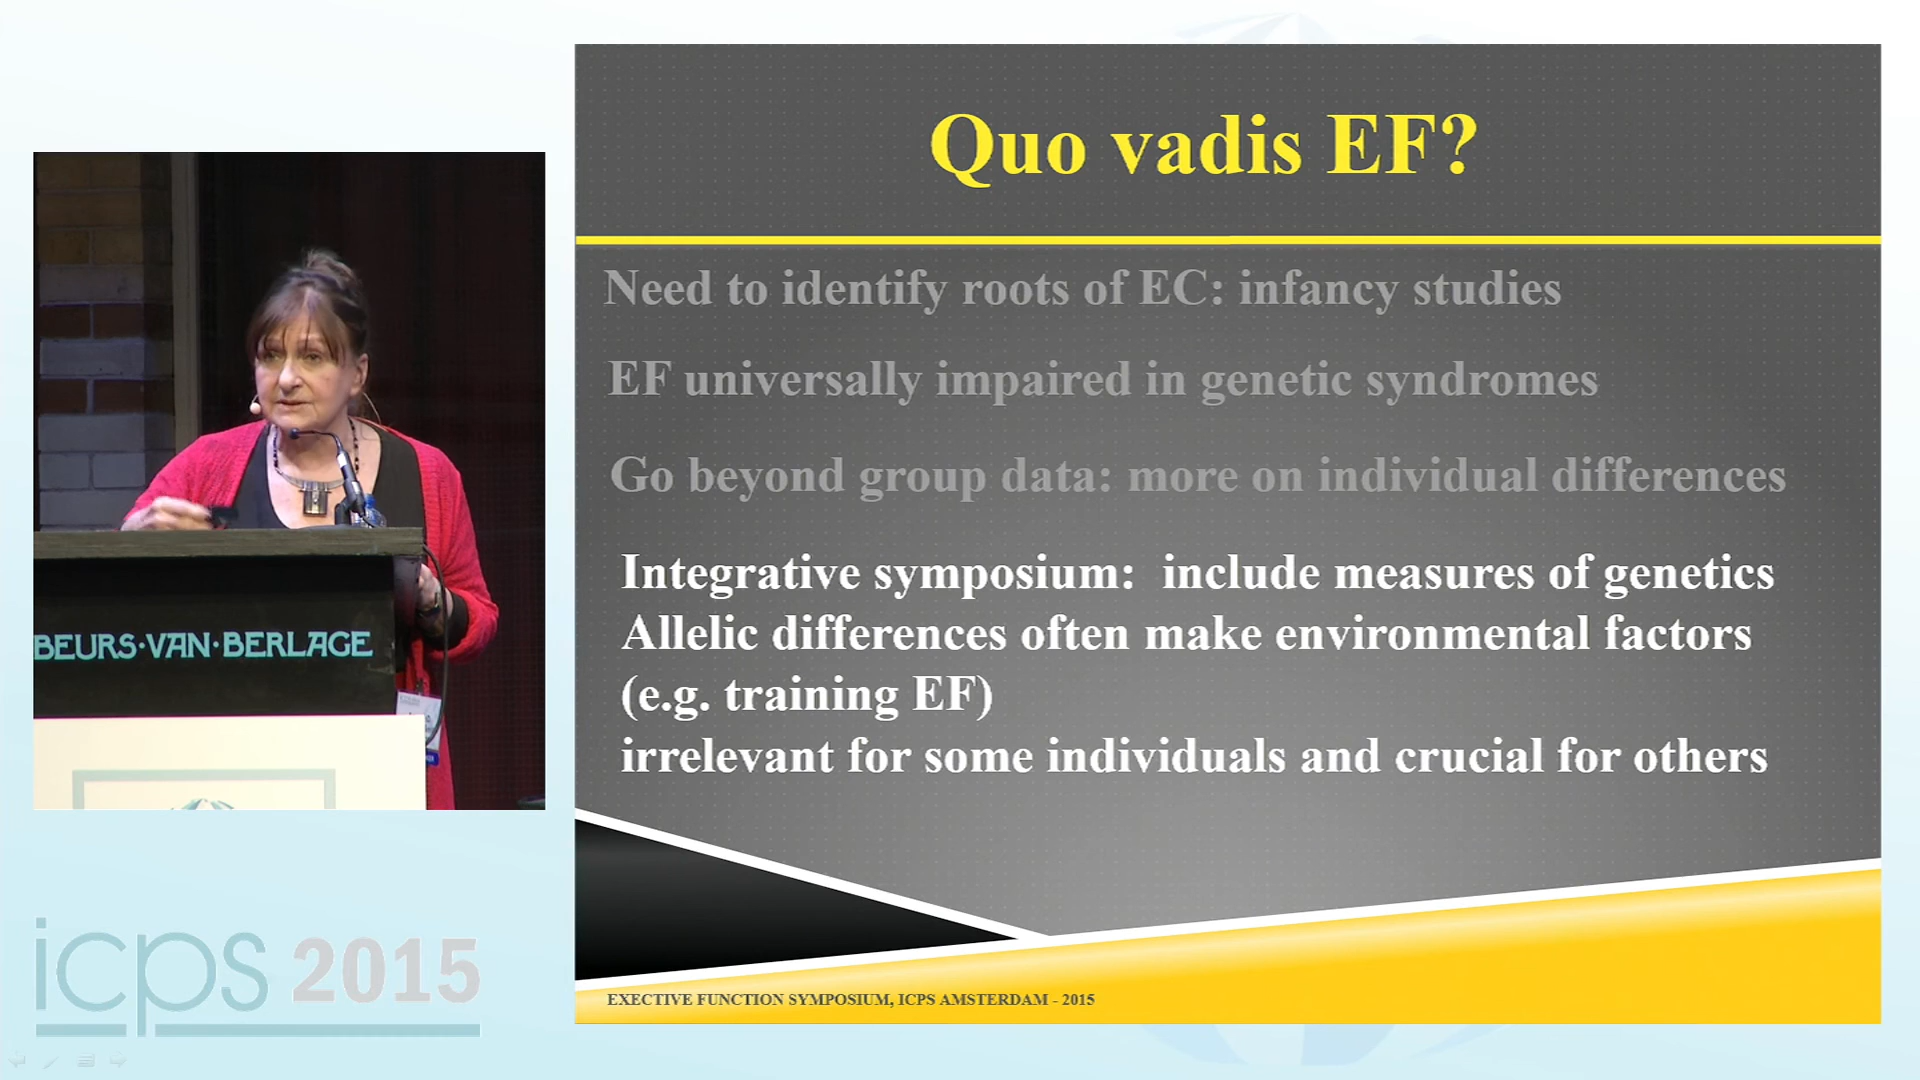 Quo vadis EF?
Need to identify roots of EC: infancy studies
EF universally impaired in genetic syndromes
Go beyond group data: more on individual differences
Integrative symposium: include measures of genetics
Allelic differences often make environmental factors
(e.g. training EF)
irrelevant for some individuals and crucial for others
EXECTIVE FUNCTION SYMPOSIUM, ICPS AMSTERDAM - 2015
BEURS·VAN·BERLAGE
icps 2015